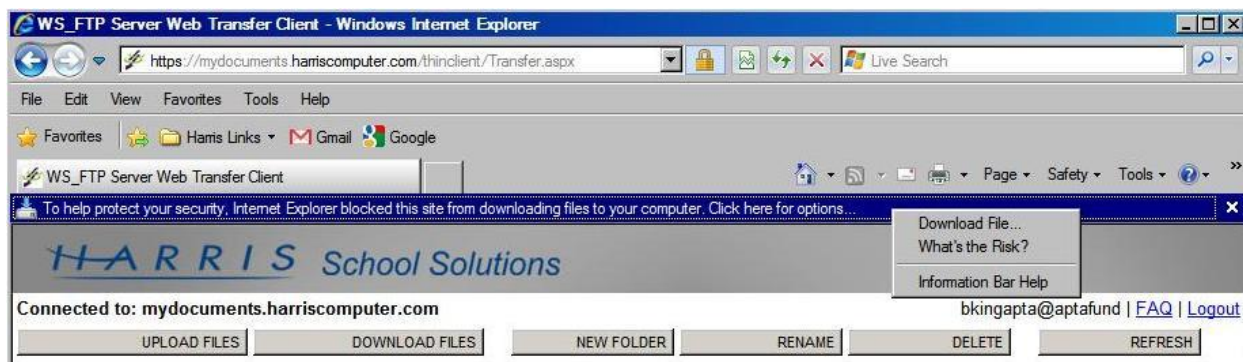 WS_FTP Server Web Transfer Client - Windows Internet Explorer
https://mydocuments.harriscomputer.com/thinclient/Transfer.aspx Live Search
File Edit View Favorites Tools Help
Favorites Harris Links Gmail Google
WS_FTP Server Web Transfer Client Page Safety Tools »
To help protect your security, Internet Explorer blocked this site from downloading files to your computer. Click here for options...
Download File...
What's the Risk?
Information Bar Help
HARRIS School Solutions
Connected to: mydocuments.harriscomputer.com bkingapta@aptafund | FAQ | Logout
UPLOAD FILES DOWNLOAD FILES NEW FOLDER RENAME DELETE REFRESH